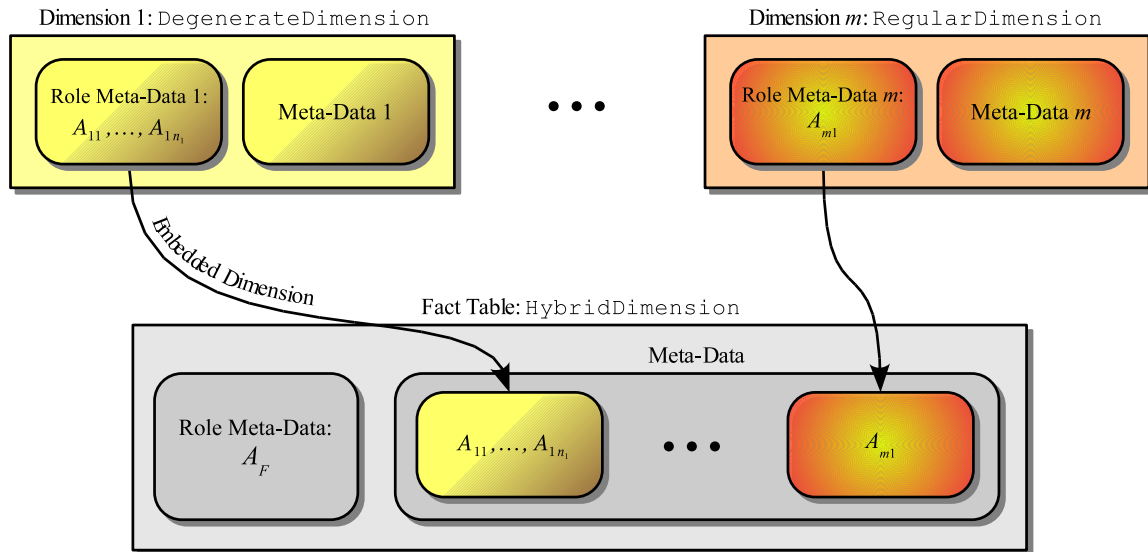 Dimension 1: DegenerateDimension
Dimension m: RegularDimension
Role Meta-Data 1:
A₁₁,..., A₁ₙ₁
Meta-Data 1
•••
Role Meta-Data m:
Aₘ₁
Meta-Data m
Embedded Dimension
Fact Table: HybridDimension
Meta-Data
Role Meta-Data:
A_F
A₁₁,..., A₁ₙ₁
•••
Aₘ₁